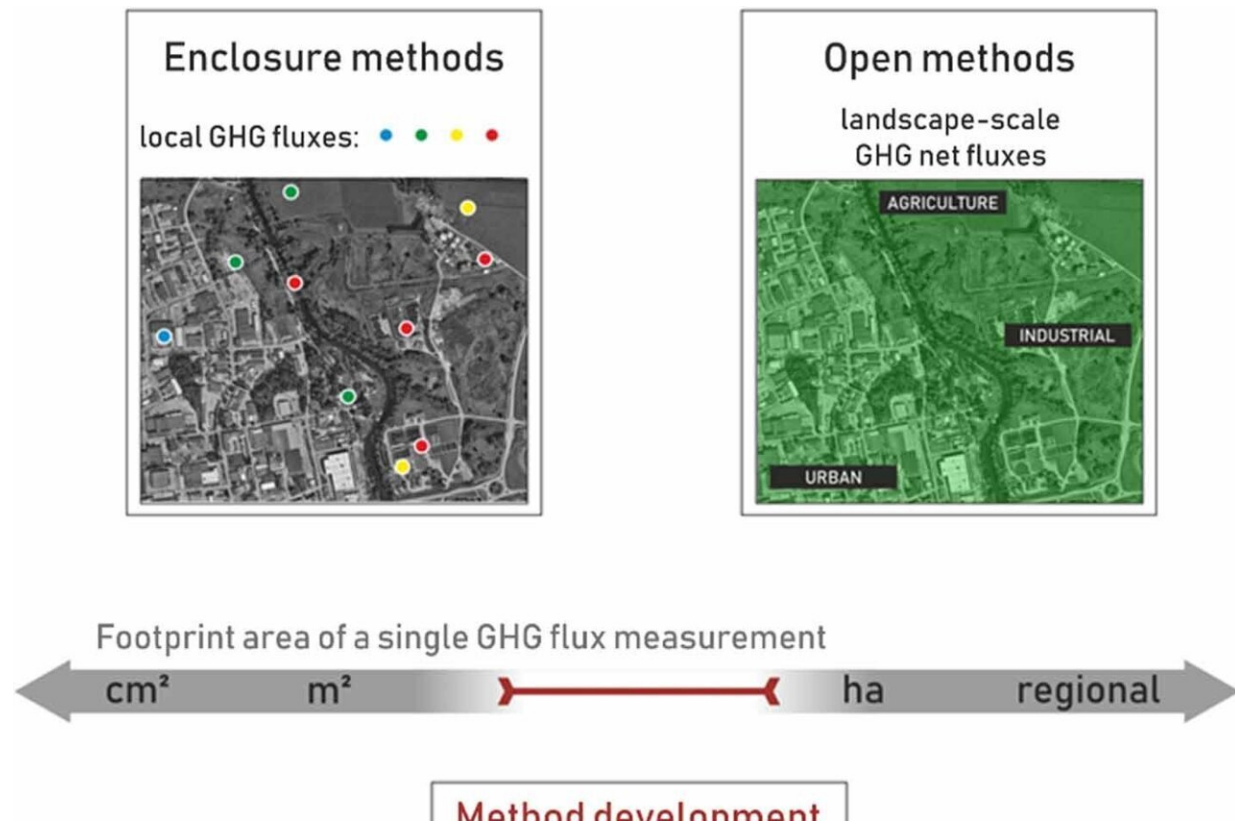 Enclosure methods
local GHG fluxes:
Open methods
landscape-scale
GHG net fluxes
AGRICULTURE
INDUSTRIAL
URBAN
Footprint area of a single GHG flux measurement
cm² m² ha regional
Method development